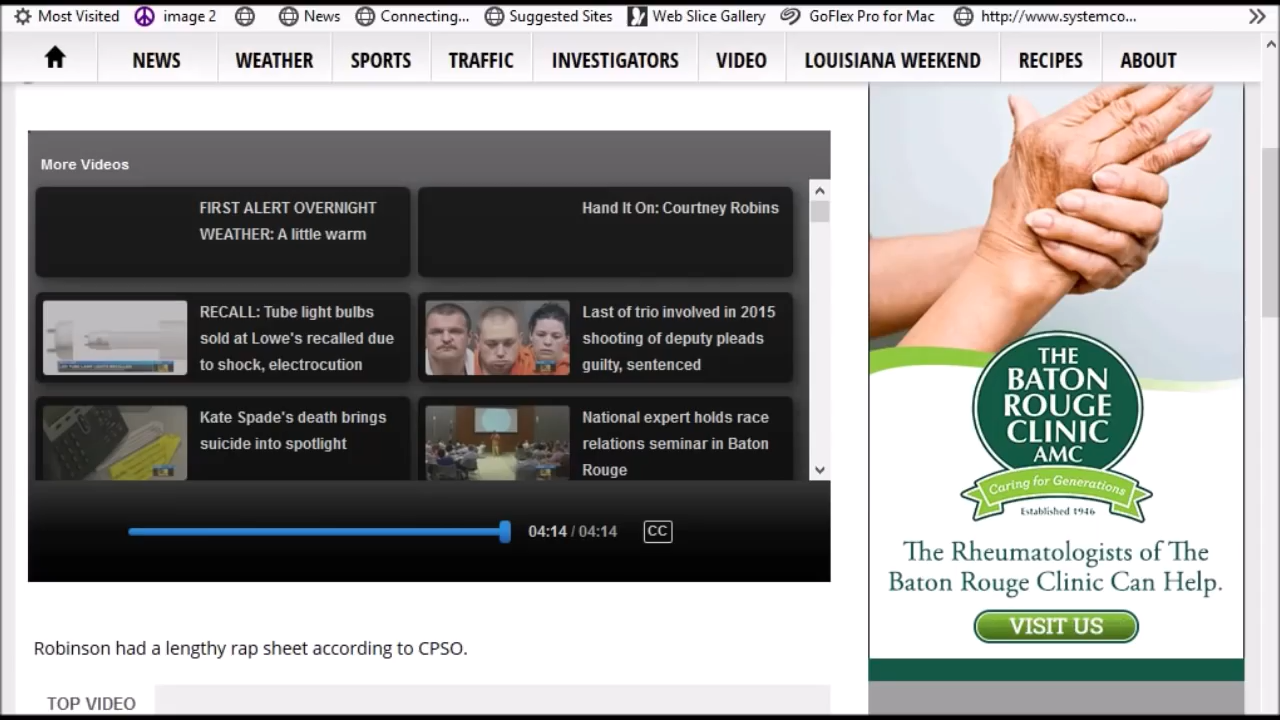 Most Visited image 2 News Connecting... Suggested Sites Web Slice Gallery GoFlex Pro for Mac http://www.systemco...
NEWS WEATHER SPORTS TRAFFIC INVESTIGATORS VIDEO LOUISIANA WEEKEND RECIPES ABOUT
More Videos
FIRST ALERT OVERNIGHT
WEATHER: A little warm
Hand It On: Courtney Robins
RECALL: Tube light bulbs
sold at Lowe's recalled due
to shock, electrocution
Last of trio involved in 2015
shooting of deputy pleads
guilty, sentenced
Kate Spade's death brings
suicide into spotlight
National expert holds race
relations seminar in Baton
Rouge
04:14 / 04:14 CC
Robinson had a lengthy rap sheet according to CPSO.
TOP VIDEO
THE
BATON
ROUGE
CLINIC
AMC
Caring for Generations
Established 1946
The Rheumatologists of The
Baton Rouge Clinic Can Help.
VISIT US